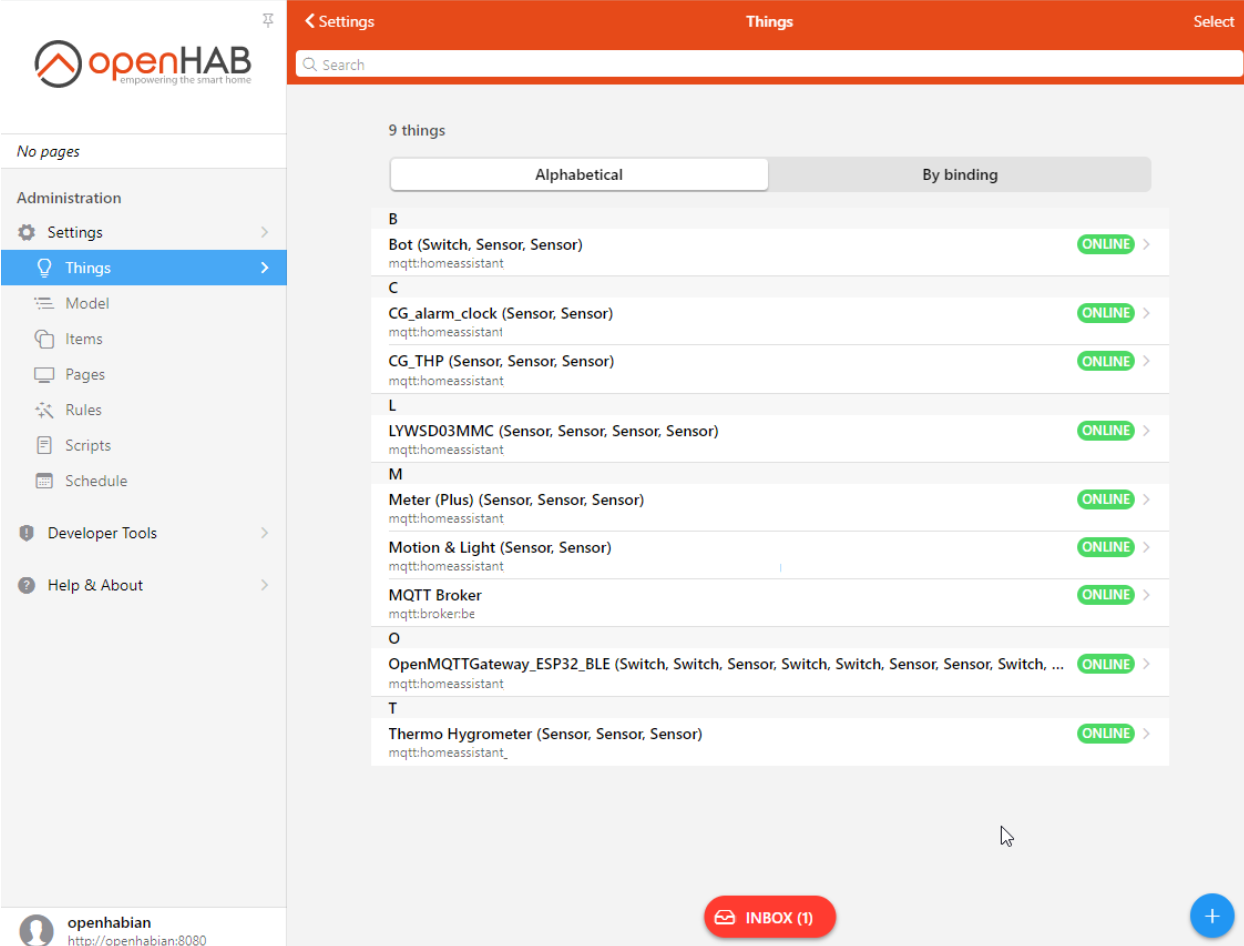 openHAB
empowering the smart home
No pages
Administration
Settings
Things
Model
Items
Pages
Rules
Scripts
Schedule
Developer Tools
Help & About
openhabian
http://openhabian:8080
Settings
Things
Select
Search
9 things
Alphabetical
By binding
B
Bot (Switch, Sensor, Sensor)
ONLINE
mqtt:homeassistant
C
CG_alarm_clock (Sensor, Sensor)
ONLINE
mqtt:homeassistant
CG_THP (Sensor, Sensor, Sensor)
ONLINE
mqtt:homeassistant
L
LYWSD03MMC (Sensor, Sensor, Sensor, Sensor)
ONLINE
mqtt:homeassistant
M
Meter (Plus) (Sensor, Sensor, Sensor)
ONLINE
mqtt:homeassistant
Motion & Light (Sensor, Sensor)
ONLINE
mqtt:homeassistant
MQTT Broker
ONLINE
mqtt:broker:be
O
OpenMQTTGateway_ESP32_BLE (Switch, Switch, Sensor, Switch, Switch, Sensor, Sensor, Switch, ...
ONLINE
mqtt:homeassistant
T
Thermo Hygrometer (Sensor, Sensor, Sensor)
ONLINE
mqtt:homeassistant_
INBOX (1)